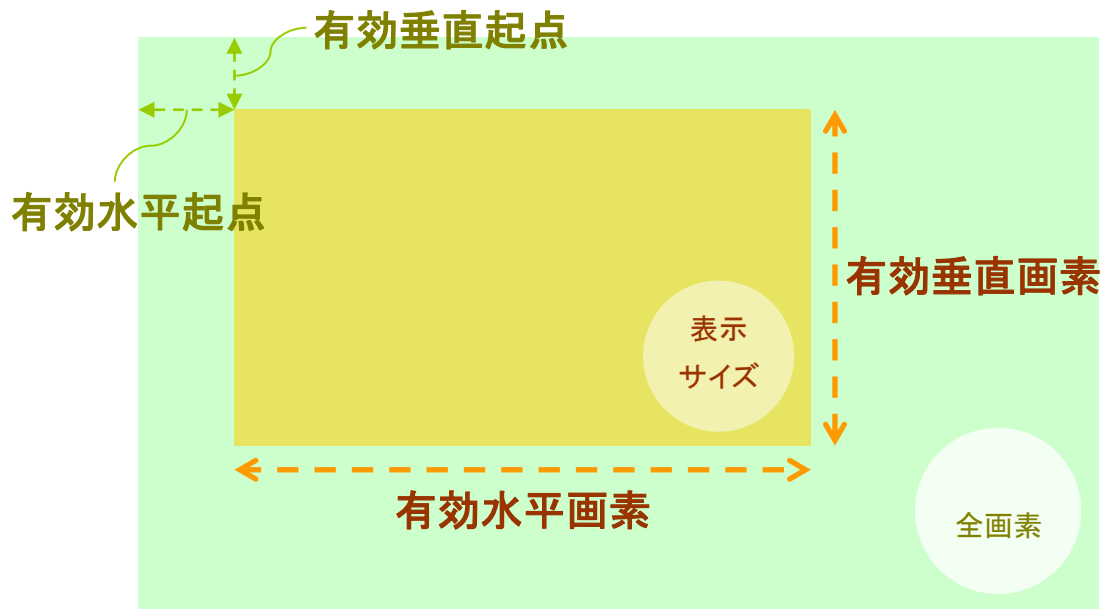 有効垂直起点
有効水平起点
有効垂直画素
表示
サイズ
有効水平画素
全画素